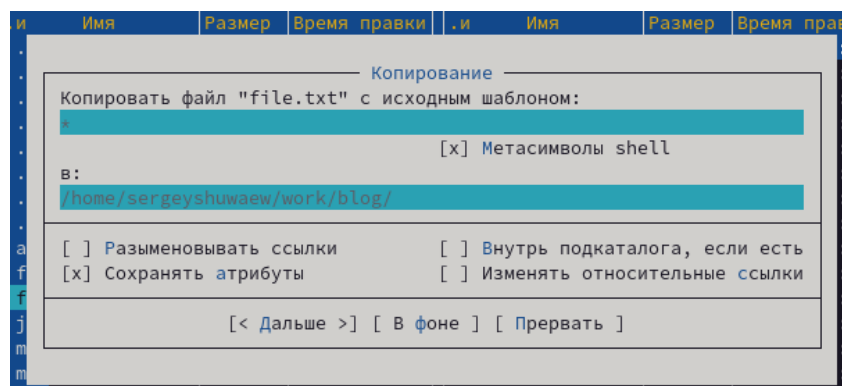 .и Имя Размер Время правки .и Имя Размер Время прав
Копирование
Копировать файл "file.txt" с исходным шаблоном:
*
[x] Метасимволы shell
в:
/home/sergeyshuwaew/work/blog/
[ ] Разыменовывать ссылки [ ] Внутрь подкаталога, если есть
a
[x] Сохранять атрибуты [ ] Изменять относительные ссылки
f
f
[< Дальше >] [ В фоне ] [ Прервать ]
j
m
m